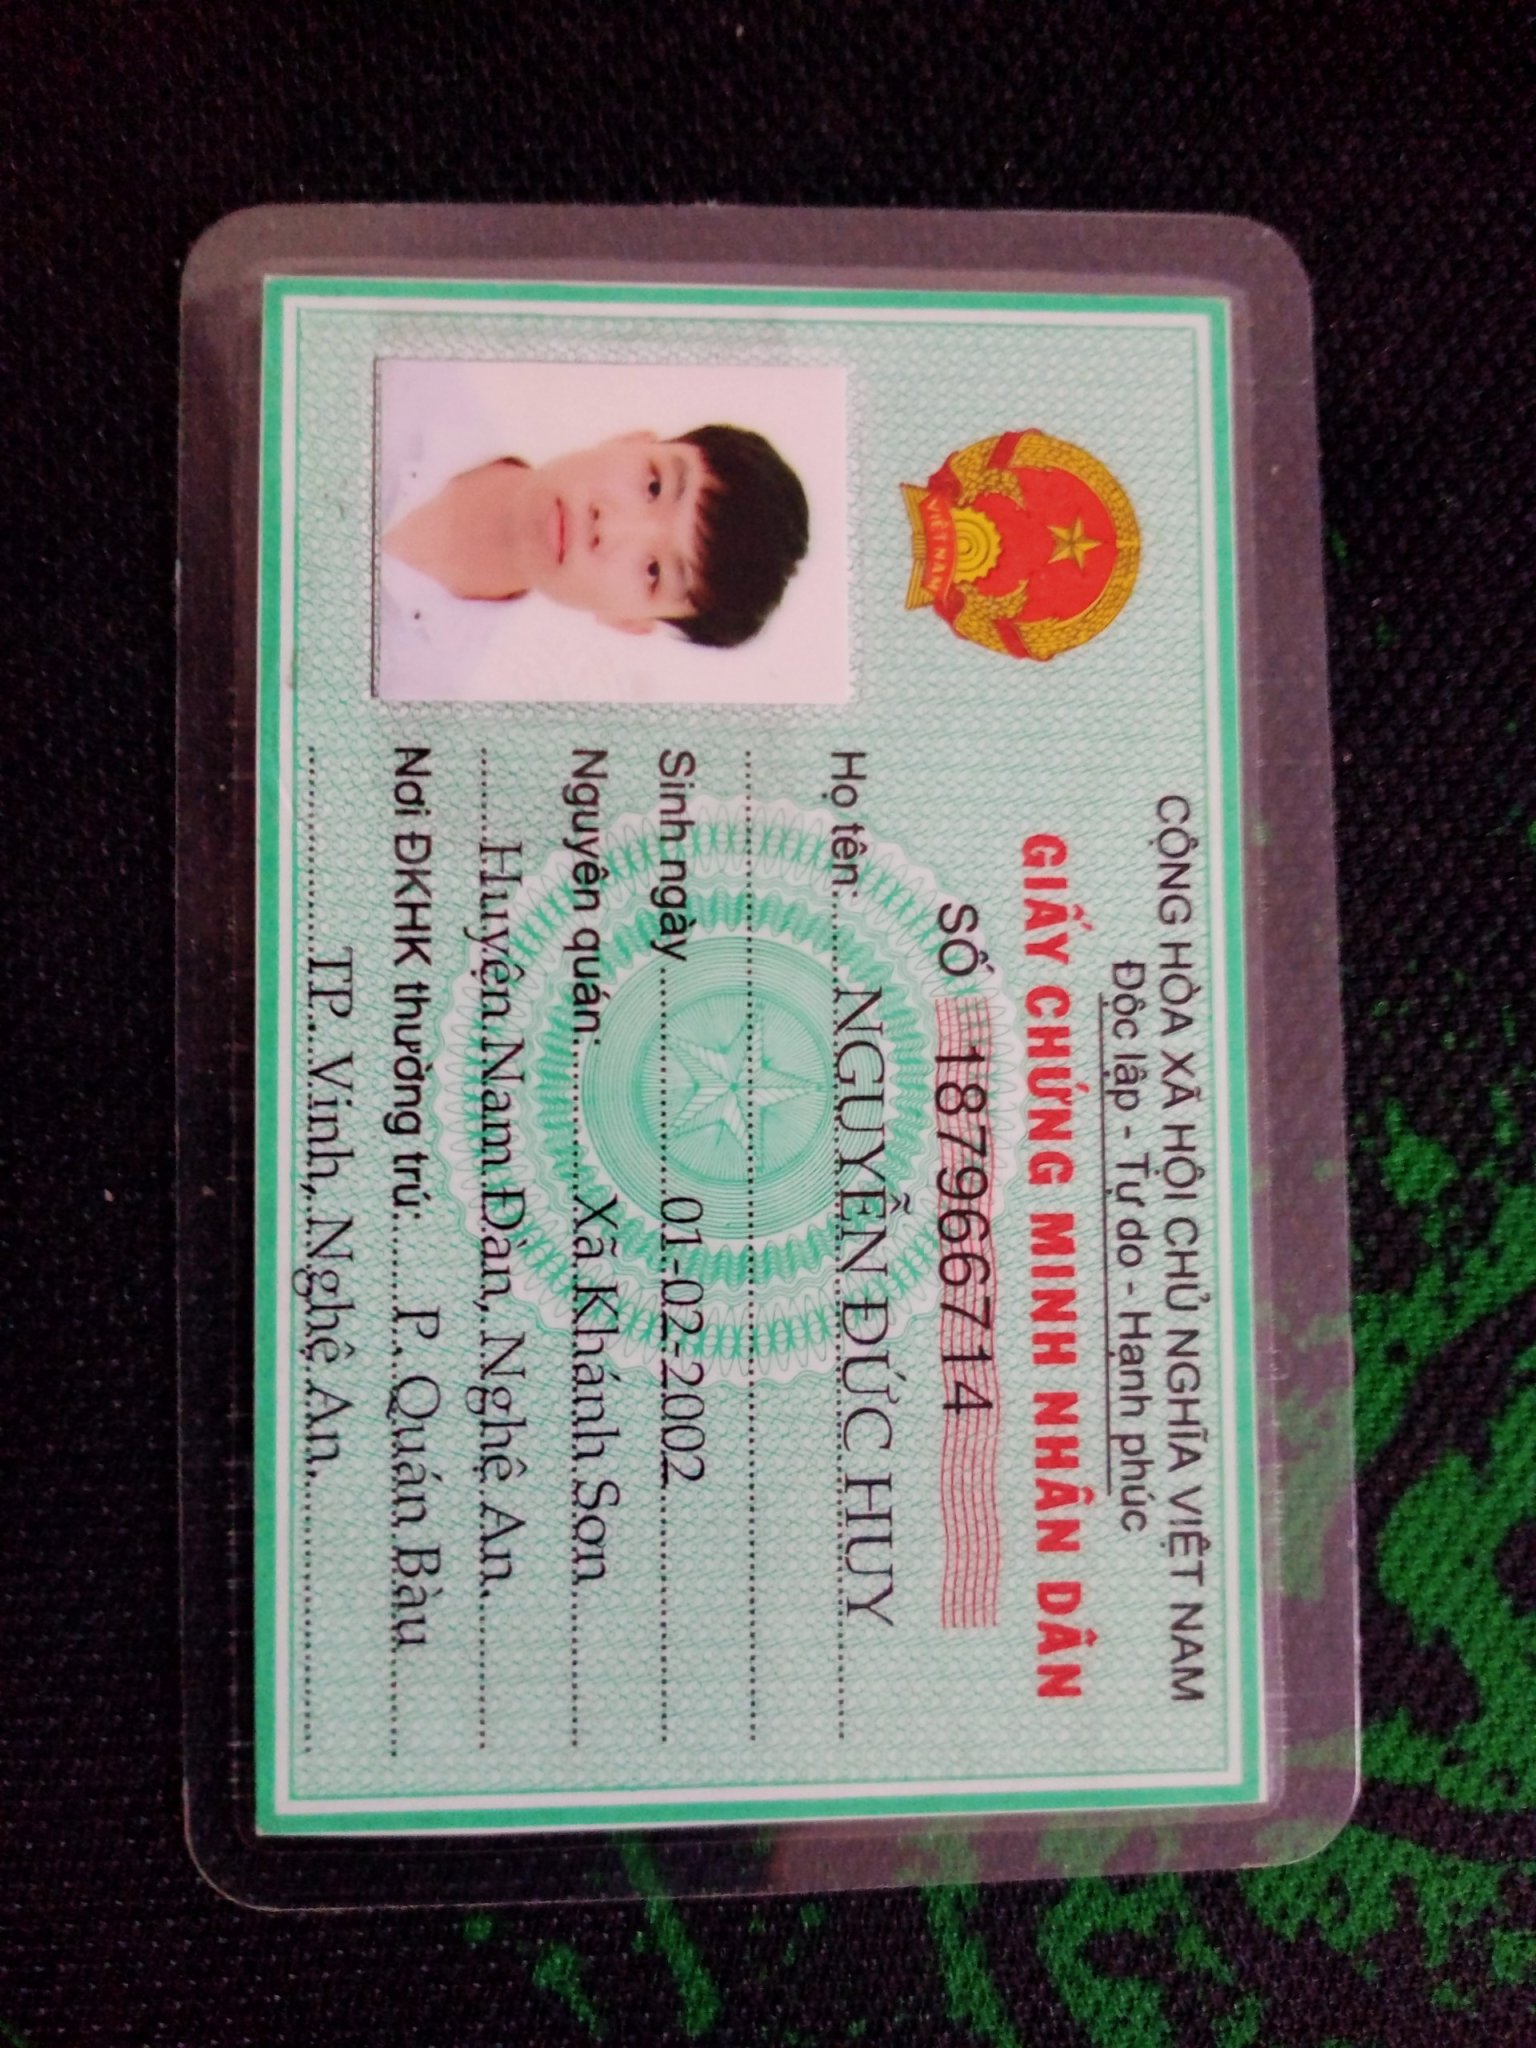 CỘNG HÒA XÃ HỘI CHỦ NGHĨA VIỆT NAM
Độc lập - Tự do - Hạnh phúc
GIẤY CHỨNG MINH NHÂN DÂN
SỐ 187966714
VIỆT NAM
Họ tên: NGUYỄN ĐỨC HUY
Sinh ngày 01-02-2002
Nguyên quán: Xã Khánh Sơn
Huyện Nam Đàn, Nghệ An.
Nơi ĐKHK thường trú: P. Quán Bàu
TP. Vinh, Nghệ An.